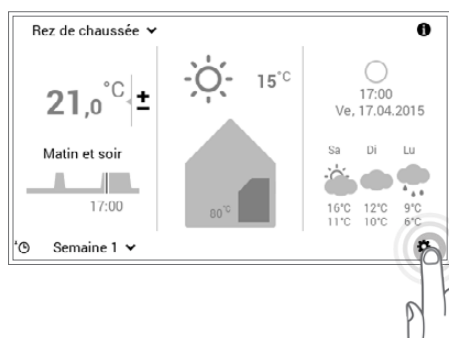 Rez de chaussée
21,0 °C ±
Matin et soir
17:00
Semaine 1
15°C
80°C
17:00
Ve, 17.04.2015
Sa Di Lu
16°C 12°C 9°C
11°C 10°C 6°C